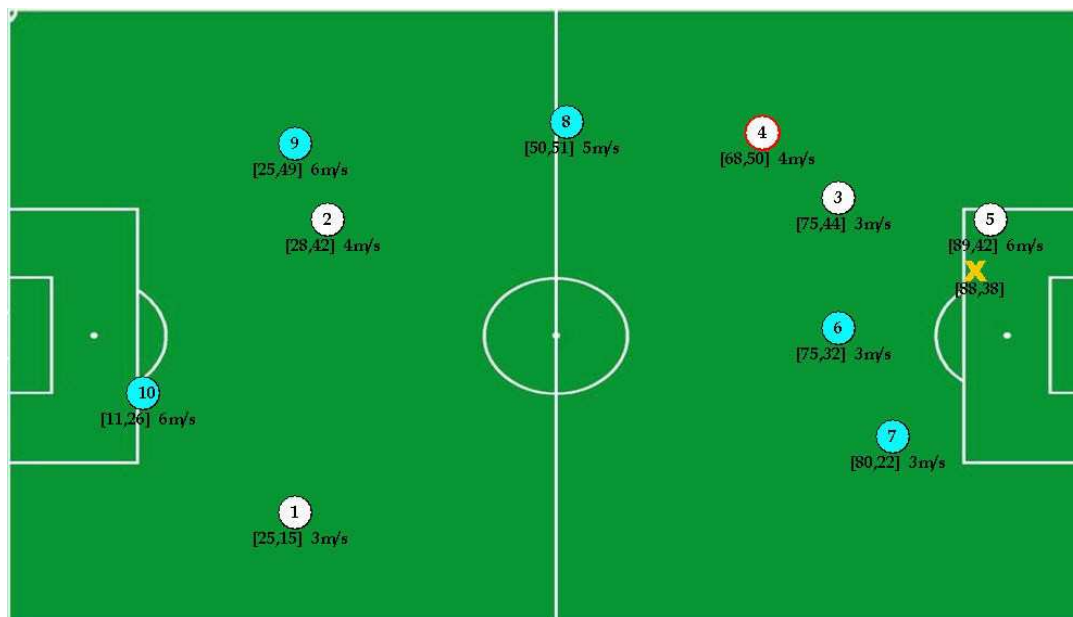 8
[50,51] 5m/s
4
[68,50] 4m/s
9
[25,49] 6m/s
3
[75,44] 3m/s
2
[28,42] 4m/s
5
[89,42] 6m/s
X
[88,38]
6
[75,32] 3m/s
10
[11,26] 6m/s
7
[80,22] 3m/s
1
[25,15] 3m/s